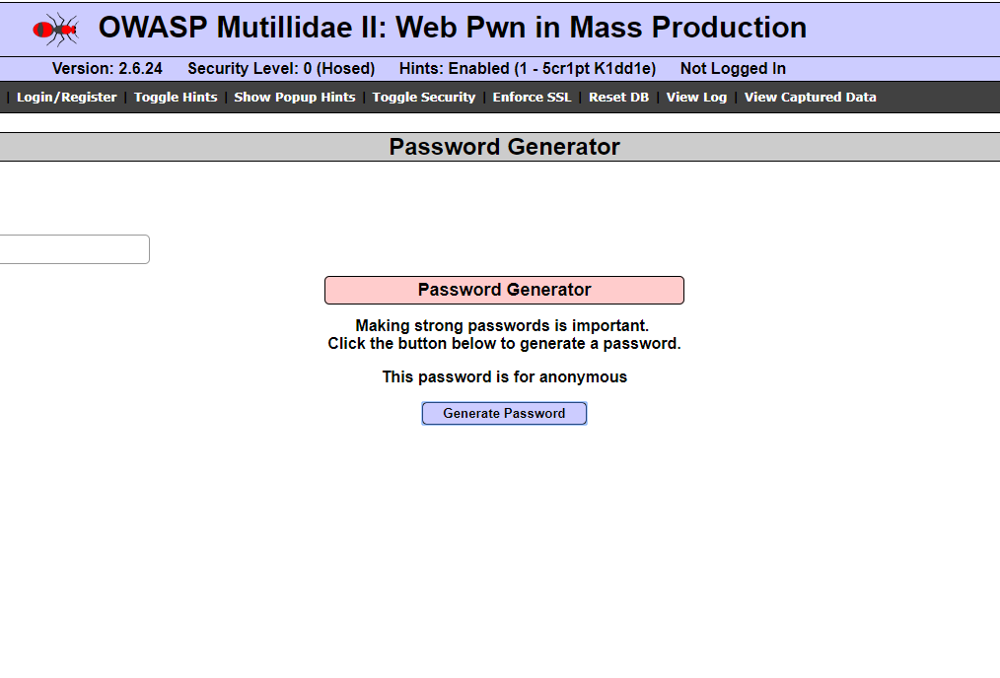 OWASP Mutillidae II: Web Pwn in Mass Production
Version: 2.6.24 Security Level: 0 (Hosed) Hints: Enabled (1 - 5cr1pt K1dd1e) Not Logged In
| Login/Register | Toggle Hints | Show Popup Hints | Toggle Security | Enforce SSL | Reset DB | View Log | View Captured Data
Password Generator
Password Generator
Making strong passwords is important.
Click the button below to generate a password.
This password is for anonymous
Generate Password